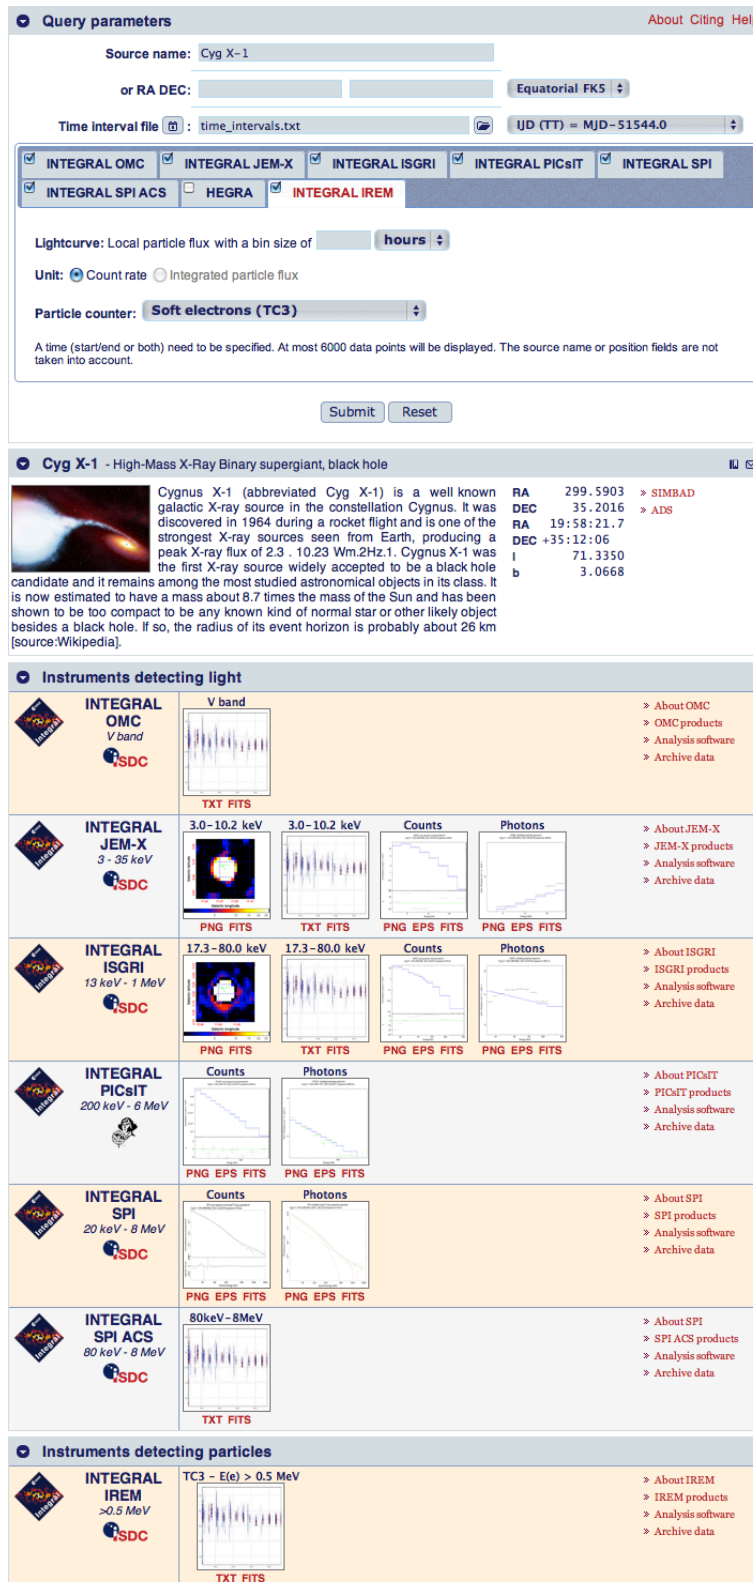 Query parameters
About Citing Help
Source name: Cyg X-1
or RA DEC: Equatorial FK5
Time interval file : time_intervals.txt IJD (TT) = MJD-51544.0
INTEGRAL OMC INTEGRAL JEM-X INTEGRAL ISGRI INTEGRAL PICsIT INTEGRAL SPI
INTEGRAL SPI ACS HEGRA INTEGRAL IREM
Lightcurve: Local particle flux with a bin size of hours
Unit: Count rate Integrated particle flux
Particle counter: Soft electrons (TC3)
A time (start/end or both) need to be specified. At most 6000 data points will be displayed. The source name or position fields are not
taken into account.
Submit Reset
Cyg X-1 - High-Mass X-Ray Binary supergiant, black hole
Cygnus X-1 (abbreviated Cyg X-1) is a well known
galactic X-ray source in the constellation Cygnus. It was
discovered in 1964 during a rocket flight and is one of the
strongest X-ray sources seen from Earth, producing a
peak X-ray flux of 2.3 . 10.23 Wm.2Hz.1. Cygnus X-1 was
the first X-ray source widely accepted to be a black hole
candidate and it remains among the most studied astronomical objects in its class. It
is now estimated to have a mass about 8.7 times the mass of the Sun and has been
shown to be too compact to be any known kind of normal star or other likely object
besides a black hole. If so, the radius of its event horizon is probably about 26 km
[source:Wikipedia].
RA 299.5903
DEC 35.2016
RA 19:58:21.7
DEC +35:12:06
l 71.3350
b 3.0668
» SIMBAD
» ADS
Instruments detecting light
Integral
INTEGRAL
OMC
V band
iSDC
V band
TXT FITS
» About OMC
» OMC products
» Analysis software
» Archive data
Integral
INTEGRAL
JEM-X
3 - 35 keV
iSDC
3.0-10.2 keV 3.0-10.2 keV Counts Photons
PNG FITS TXT FITS PNG EPS FITS PNG EPS FITS
» About JEM-X
» JEM-X products
» Analysis software
» Archive data
Integral
INTEGRAL
ISGRI
13 keV - 1 MeV
iSDC
17.3-80.0 keV 17.3-80.0 keV Counts Photons
PNG FITS TXT FITS PNG EPS FITS PNG EPS FITS
» About ISGRI
» ISGRI products
» Analysis software
» Archive data
Integral
INTEGRAL
PICsIT
200 keV - 6 MeV
Counts Photons
PNG EPS FITS PNG EPS FITS
» About PICsIT
» PICsIT products
» Analysis software
» Archive data
Integral
INTEGRAL
SPI
20 keV - 8 MeV
iSDC
Counts Photons
PNG EPS FITS PNG EPS FITS
» About SPI
» SPI products
» Analysis software
» Archive data
Integral
INTEGRAL
SPI ACS
80 keV - 8 MeV
iSDC
80keV-8MeV
TXT FITS
» About SPI
» SPI ACS products
» Analysis software
» Archive data
Instruments detecting particles
Integral
INTEGRAL
IREM
>0.5 MeV
iSDC
TC3 - E(e) > 0.5 MeV
TXT FITS
» About IREM
» IREM products
» Analysis software
» Archive data